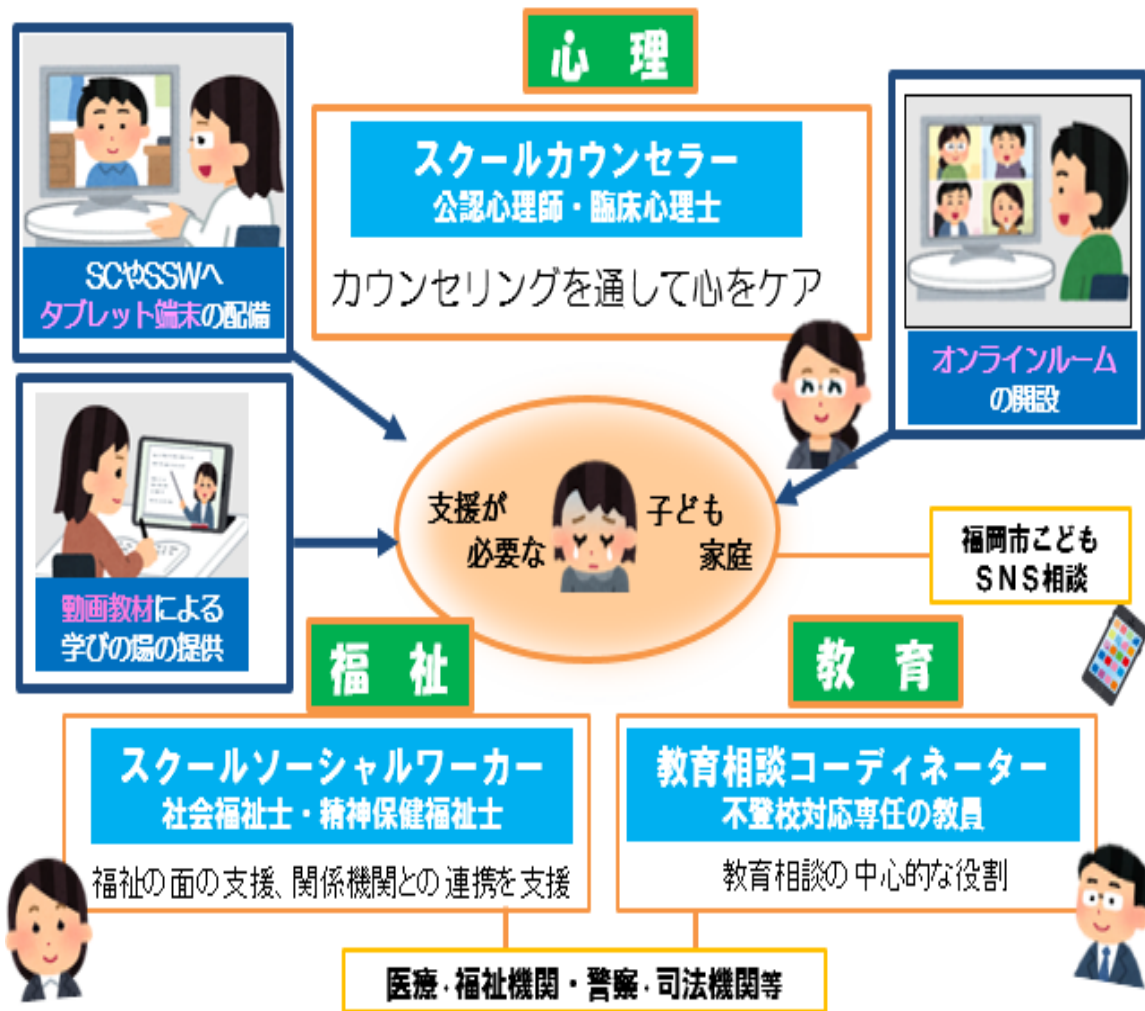 心 理
スクールカウンセラー
公認心理師・臨床心理士
カウンセリングを通して心をケア
SCやSSWへ
タブレット端末の配備
オンラインルーム
の開設
動画教材による
学びの場の提供
支援が
必要な
子ども
家庭
福岡市こども
SNS相談
福 祉
スクールソーシャルワーカー
社会福祉士・精神保健福祉士
福祉の面の支援、関係機関との連携を支援
教 育
教育相談コーディネーター
不登校対応専任の教員
教育相談の中心的な役割
医療・福祉機関・警察・司法機関等